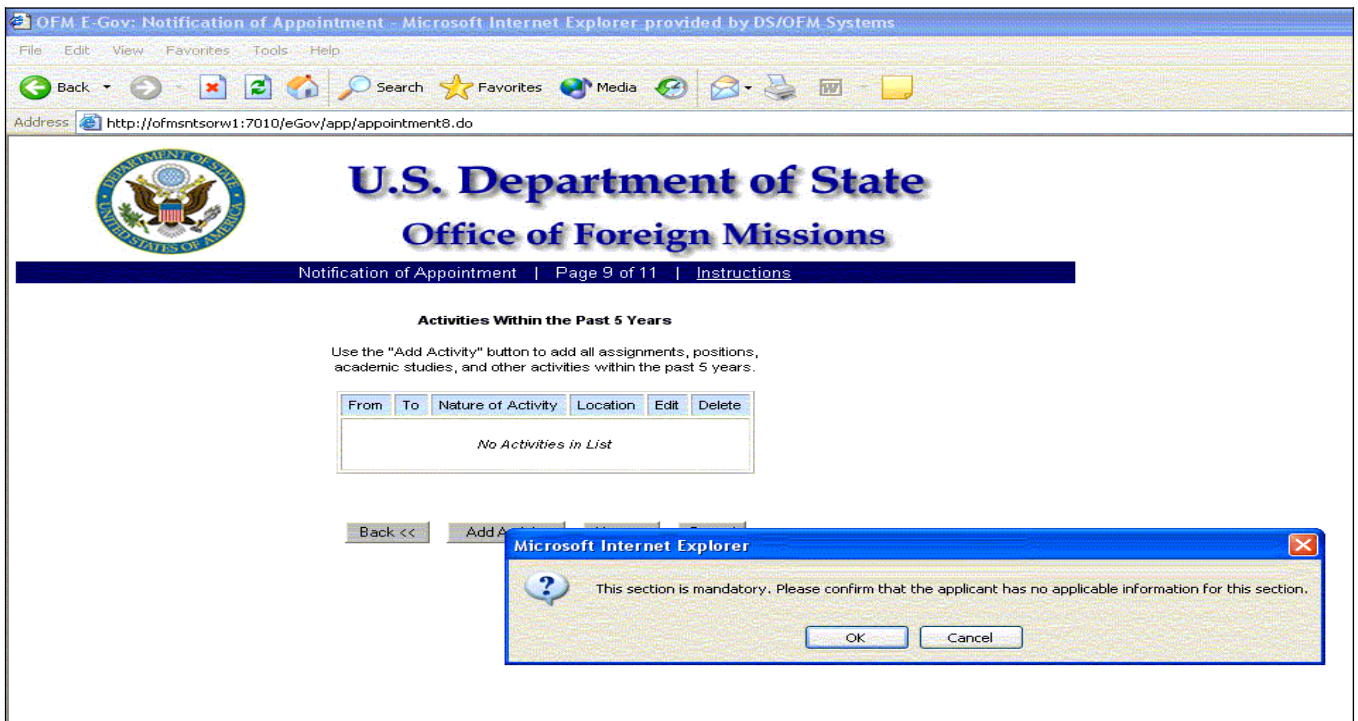 OFM E-Gov: Notification of Appointment - Microsoft Internet Explorer provided by DS/OFM Systems
File Edit View Favorites Tools Help
Back Search Favorites Media
Address http://ofmsntsorw1:7010/eGov/app/appointment8.do
U.S. Department of State
Office of Foreign Missions
Notification of Appointment | Page 9 of 11 | Instructions
Activities Within the Past 5 Years
Use the "Add Activity" button to add all assignments, positions,
academic studies, and other activities within the past 5 years.
From To Nature of Activity Location Edit Delete
No Activities in List
Back << Add
Microsoft Internet Explorer
This section is mandatory. Please confirm that the applicant has no applicable information for this section.
OK Cancel